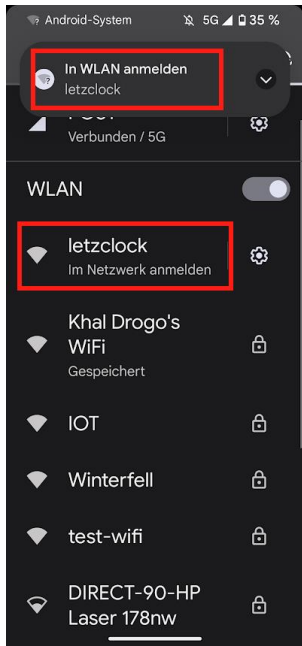 Android-System 5G 35 %
In WLAN anmelden
letzclock
Verbunden / 5G
WLAN
letzclock
Im Netzwerk anmelden
Khal Drogo's
WiFi
Gespeichert
IOT
Winterfell
test-wifi
DIRECT-90-HP
Laser 178nw